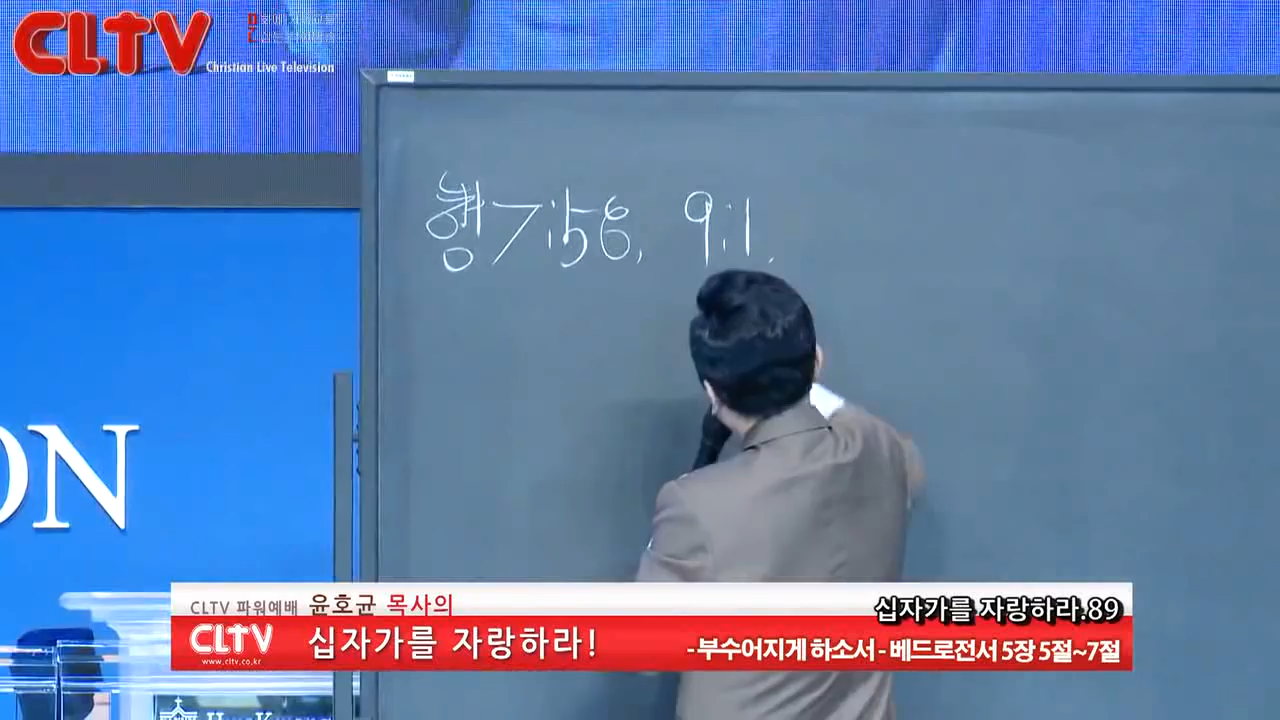 CLTV
Christian Live Television
행 7:56, 9:1.
ON
CLTV 파워예배 윤호균 목사의
십자가를 자랑하라.89
CLTV
www.cltv.co.kr
십자가를 자랑하라!
-부수어지게 하소서- 베드로전서 5장 5절~7절